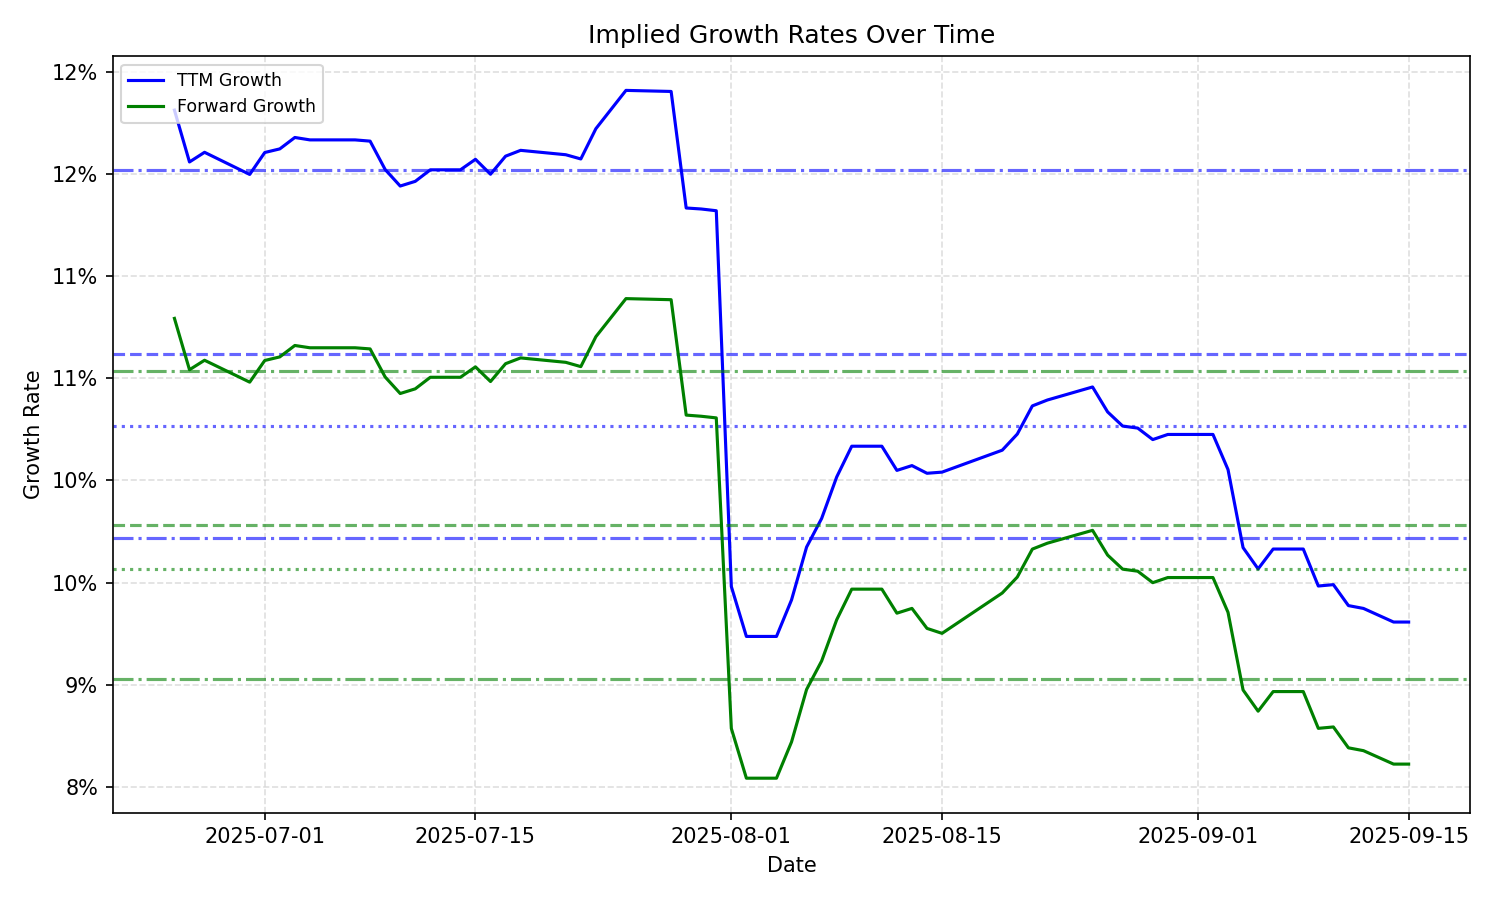 Implied Growth Rates Over Time
TTM Growth
Forward Growth
12%
12%
11%
11%
10%
10%
9%
8%
Growth Rate
2025-07-01
2025-07-15
2025-08-01
2025-08-15
2025-09-01
2025-09-15
Date